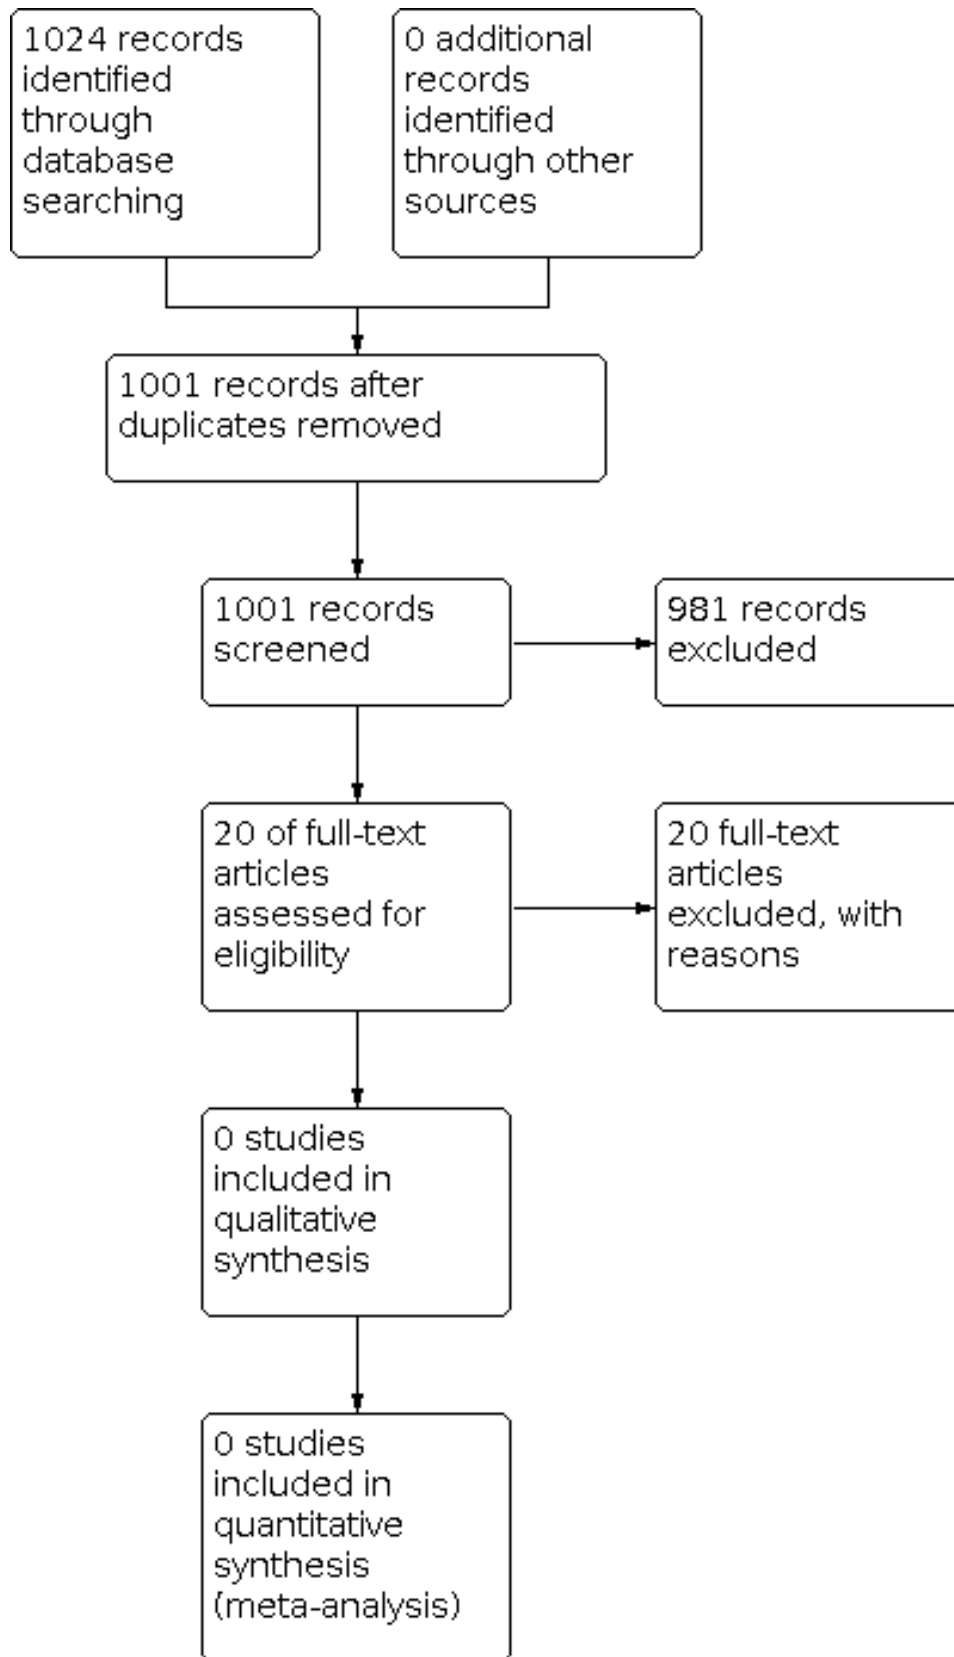 1024 records
identified
through
database
searching
0 additional
records
identified
through other
sources
1001 records after
duplicates removed
1001 records
screened
981 records
excluded
20 of full-text
articles
assessed for
eligibility
20 full-text
articles
excluded, with
reasons
0 studies
included in
qualitative
synthesis
0 studies
included in
quantitative
synthesis
(meta-analysis)